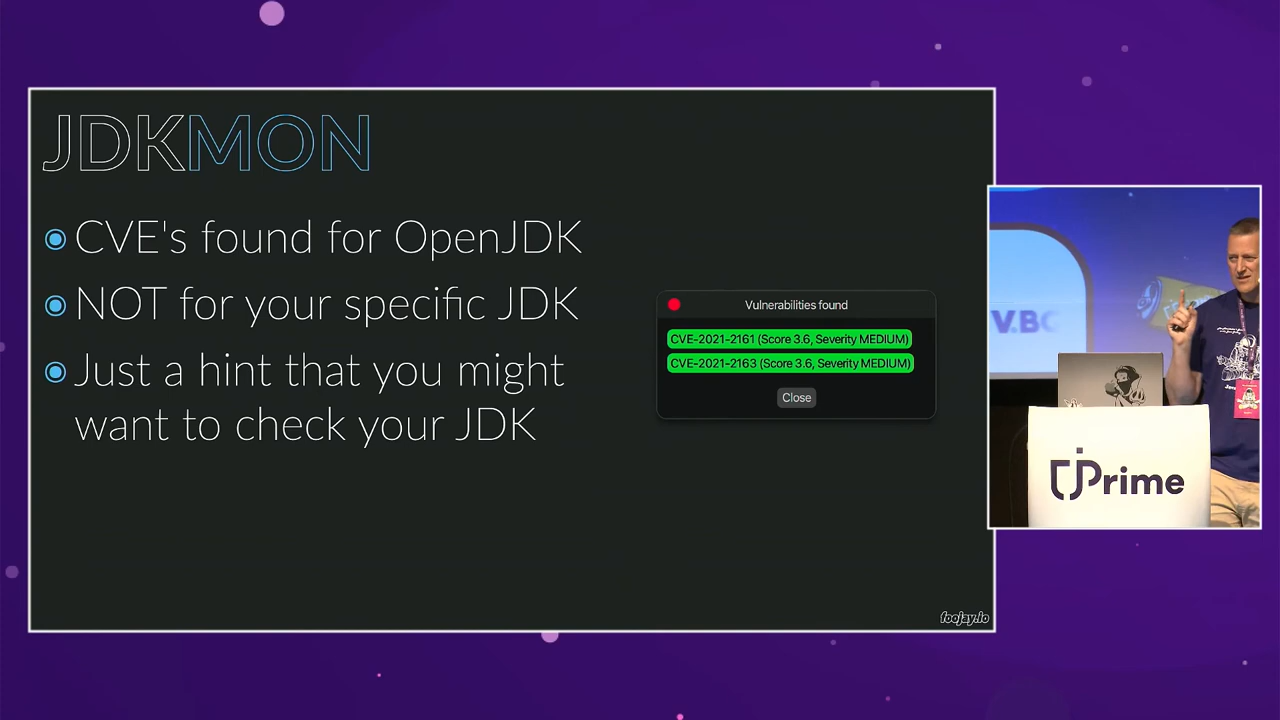 JDKMON
CVE's found for OpenJDK
NOT for your specific JDK
Just a hint that you might
want to check your JDK
Vulnerabilities found
CVE-2021-2161 (Score 3.6, Severity MEDIUM)
CVE-2021-2163 (Score 3.6, Severity MEDIUM)
Close
foojay.io
V.BC
jPrime